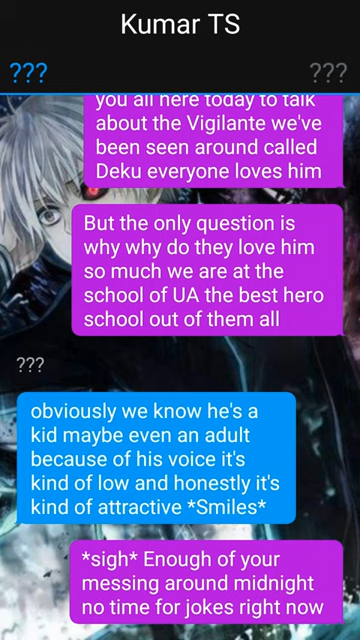 Kumar TS
???
???
you all here today to talk
about the Vigilante we've
been seen around called
Deku everyone loves him
But the only question is
why why do they love him
so much we are at the
school of UA the best hero
school out of them all
???
obviously we know he's a
kid maybe even an adult
because of his voice it's
kind of low and honestly it's
kind of attractive *Smiles*
*sigh* Enough of your
messing around midnight
no time for jokes right now